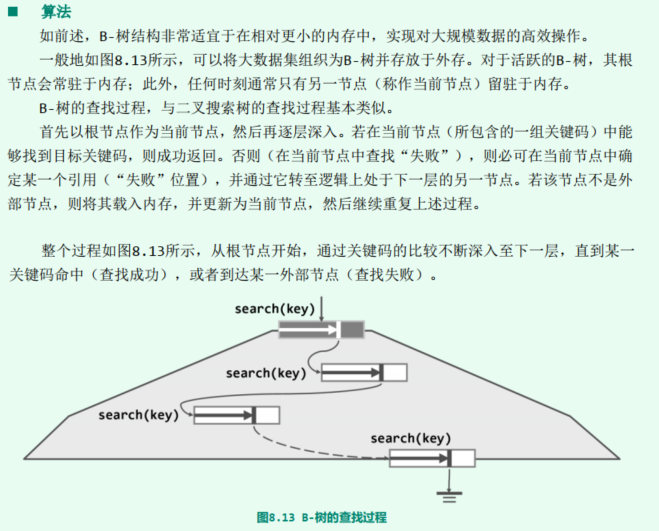 ■ 算法
如前述，B-树结构非常适宜于在相对更小的内存中，实现对大规模数据的高效操作。
一般地如图8.13所示，可以将大数据集组织为B-树并存放于外存。对于活跃的B-树，其根
节点会常驻于内存；此外，任何时刻通常只有另一节点（称作当前节点）留驻于内存。
B-树的查找过程，与二叉搜索树的查找过程基本类似。
首先以根节点作为当前节点，然后再逐层深入。若在当前节点（所包含的一组关键码）中能
够找到目标关键码，则成功返回。否则（在当前节点中查找“失败”），则必可在当前节点中确
定某一个引用（“失败”位置），并通过它转至逻辑上处于下一层的另一节点。若该节点不是外
部节点，则将其载入内存，并更新为当前节点，然后继续重复上述过程。
整个过程如图8.13所示，从根节点开始，通过关键码的比较不断深入至下一层，直到某一
关键码命中（查找成功），或者到达某一外部节点（查找失败）。
search(key)
search(key)
search(key)
search(key)
图8.13 B-树的查找过程